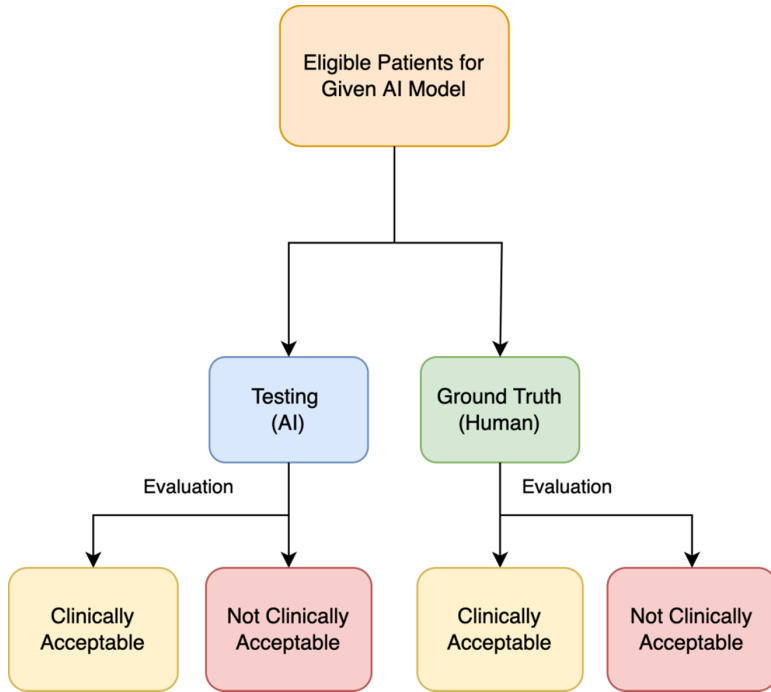 Eligible Patients for
Given AI Model
Testing
(AI)
Ground Truth
(Human)
Evaluation
Evaluation
Clinically
Acceptable
Not Clinically
Acceptable
Clinically
Acceptable
Not Clinically
Acceptable